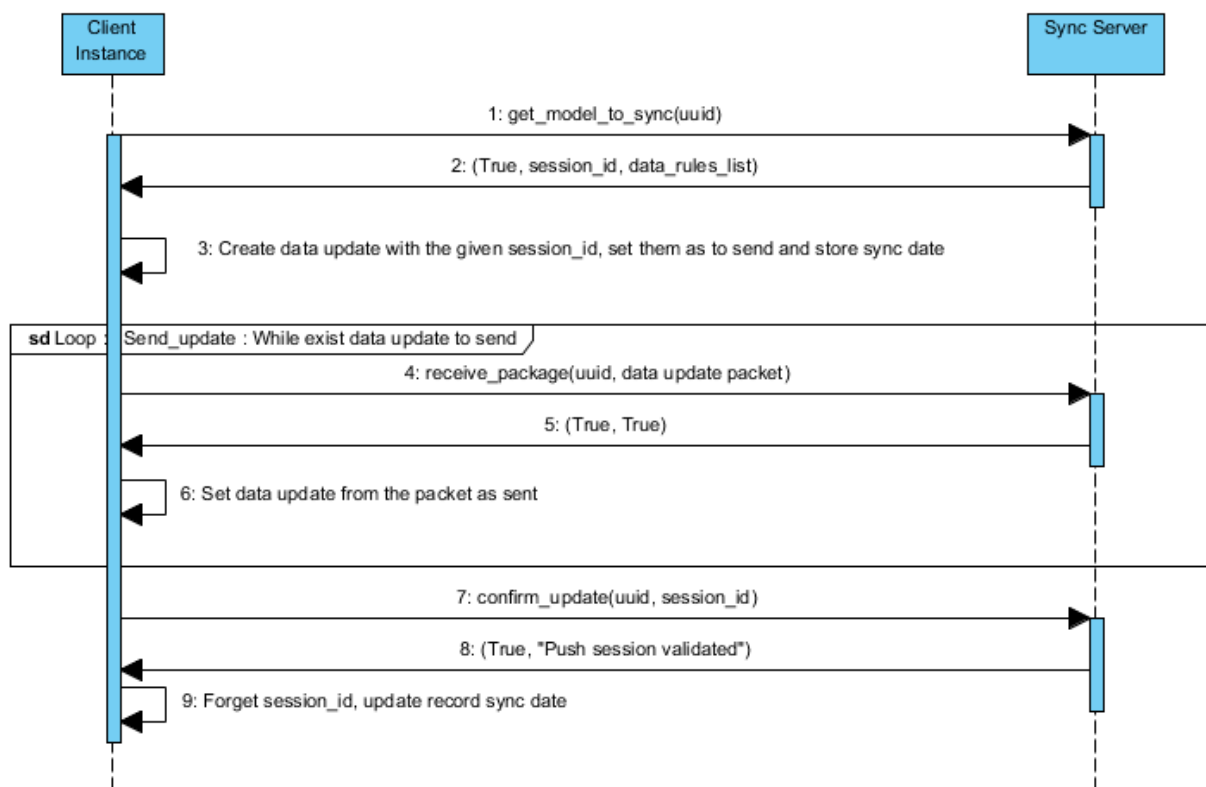 Client
Instance
Sync Server
1: get_model_to_sync(uuid)
2: (True, session_id, data_rules_list)
3: Create data update with the given session_id, set them as to send and store sync date
sd Loop : Send_update : While exist data update to send
4: receive_package(uuid, data update packet)
5: (True, True)
6: Set data update from the packet as sent
7: confirm_update(uuid, session_id)
8: (True, "Push session validated")
9: Forget session_id, update record sync date